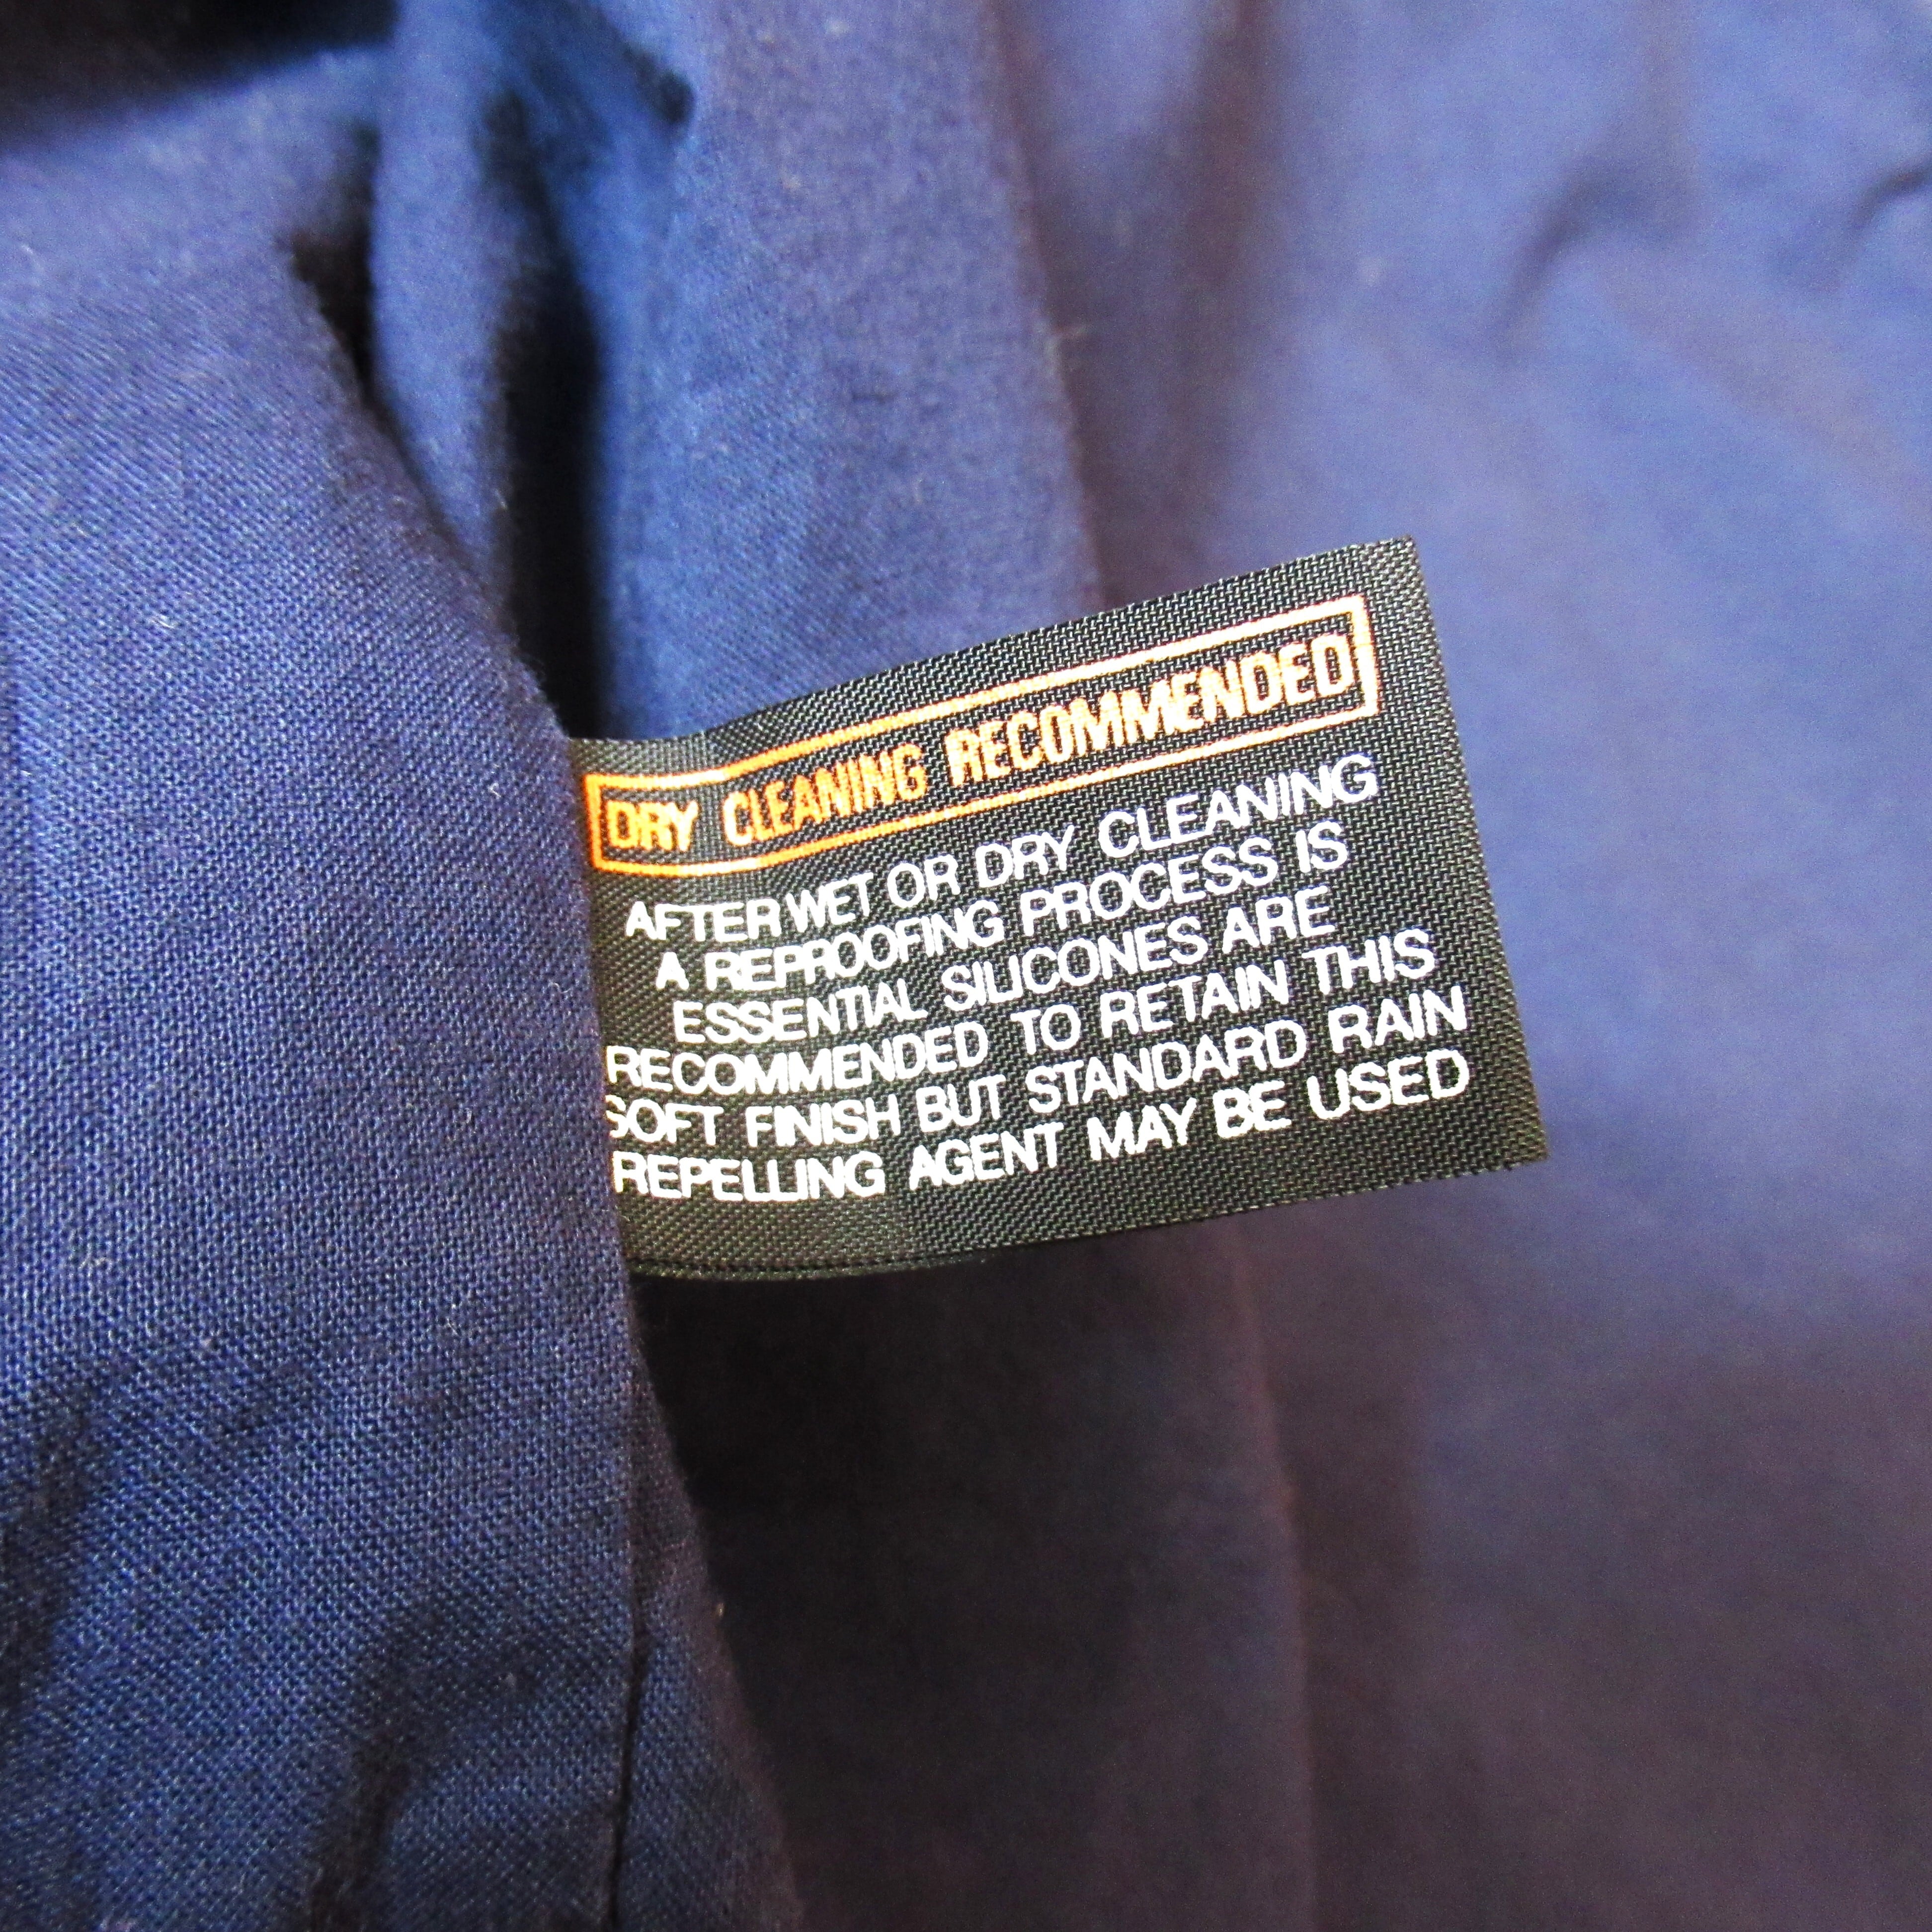 DRY CLEANING RECOMMENDED
AFTER WET OR DRY CLEANING
A REPROOFING PROCESS IS
ESSENTIAL SILICONES ARE
RECOMMENDED TO RETAIN THIS
SOFT FINISH BUT STANDARD RAIN
REPELLING AGENT MAY BE USED